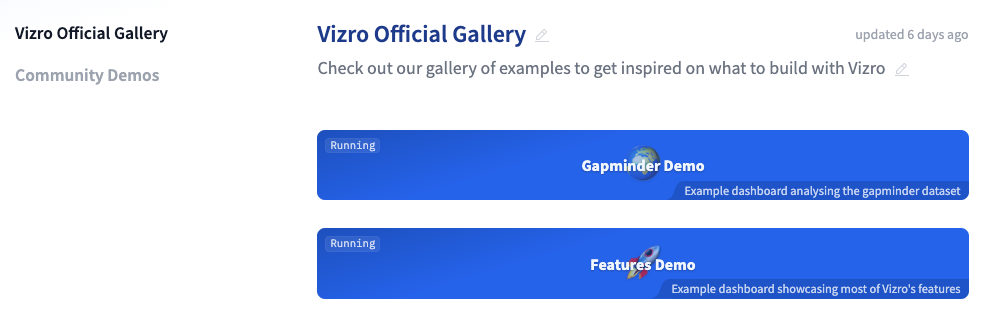 Vizro Official Gallery
Community Demos
Vizro Official Gallery
updated 6 days ago
Check out our gallery of examples to get inspired on what to build with Vizro
Running
Gapminder Demo
Example dashboard analysing the gapminder dataset
Running
Features Demo
Example dashboard showcasing most of Vizro's features